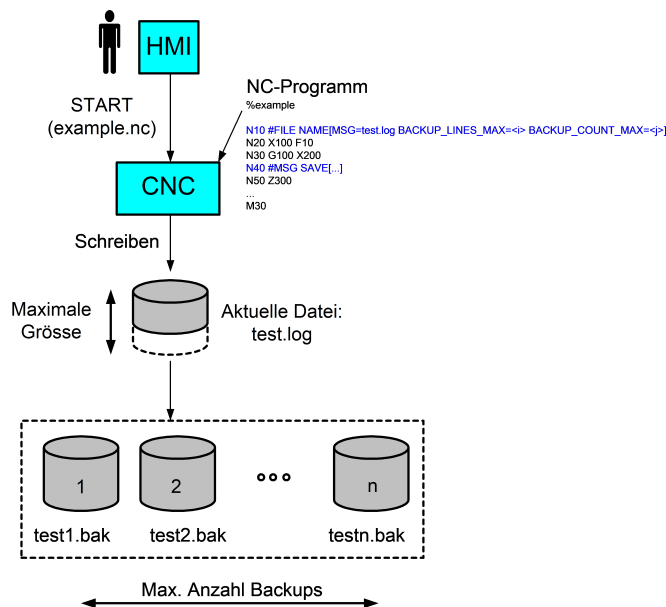 HMI
START
(example.nc)
NC-Programm
%example
N10 #FILE NAME[MSG=test.log BACKUP_LINES_MAX=<i> BACKUP_COUNT_MAX=<j>]
N20 X100 F10
N30 G100 X200
N40 #MSG SAVE[...]
N50 Z300
...
M30
CNC
Schreiben
Maximale
Grösse
Aktuelle Datei:
test.log
1
2
n
test1.bak
test2.bak
testn.bak
Max. Anzahl Backups